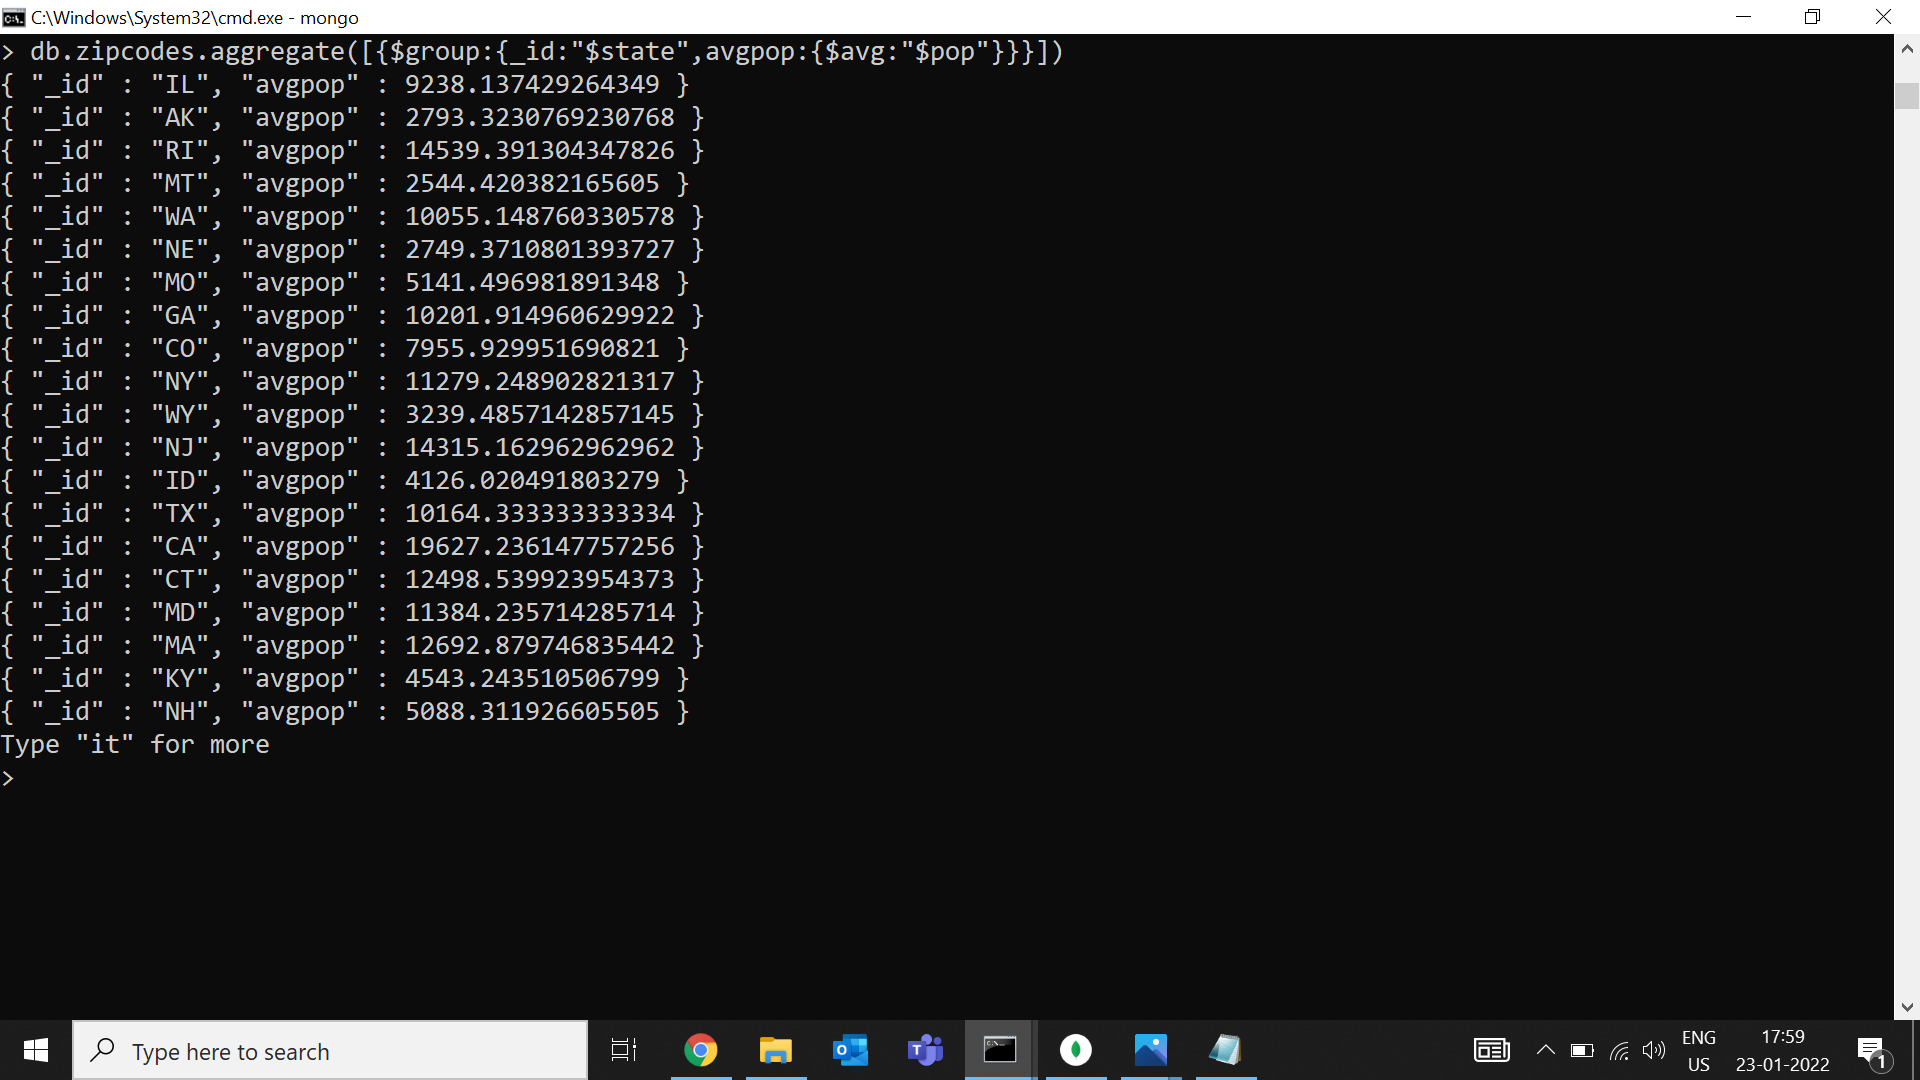 C:\Windows\System32\cmd.exe - mongo
> db.zipcodes.aggregate([{$group:{_id:"$state",avgpop:{$avg:"$pop"}}}])
{ "_id" : "IL", "avgpop" : 9238.137429264349 }
{ "_id" : "AK", "avgpop" : 2793.3230769230768 }
{ "_id" : "RI", "avgpop" : 14539.391304347826 }
{ "_id" : "MT", "avgpop" : 2544.420382165605 }
{ "_id" : "WA", "avgpop" : 10055.148760330578 }
{ "_id" : "NE", "avgpop" : 2749.3710801393727 }
{ "_id" : "MO", "avgpop" : 5141.496981891348 }
{ "_id" : "GA", "avgpop" : 10201.914960629922 }
{ "_id" : "CO", "avgpop" : 7955.929951690821 }
{ "_id" : "NY", "avgpop" : 11279.248902821317 }
{ "_id" : "WY", "avgpop" : 3239.4857142857145 }
{ "_id" : "NJ", "avgpop" : 14315.162962962962 }
{ "_id" : "ID", "avgpop" : 4126.020491803279 }
{ "_id" : "TX", "avgpop" : 10164.333333333334 }
{ "_id" : "CA", "avgpop" : 19627.236147757256 }
{ "_id" : "CT", "avgpop" : 12498.539923954373 }
{ "_id" : "MD", "avgpop" : 11384.235714285714 }
{ "_id" : "MA", "avgpop" : 12692.879746835442 }
{ "_id" : "KY", "avgpop" : 4543.243510506799 }
{ "_id" : "NH", "avgpop" : 5088.311926605505 }
Type "it" for more
>
Type here to search
ENG
US
17:59
23-01-2022
1